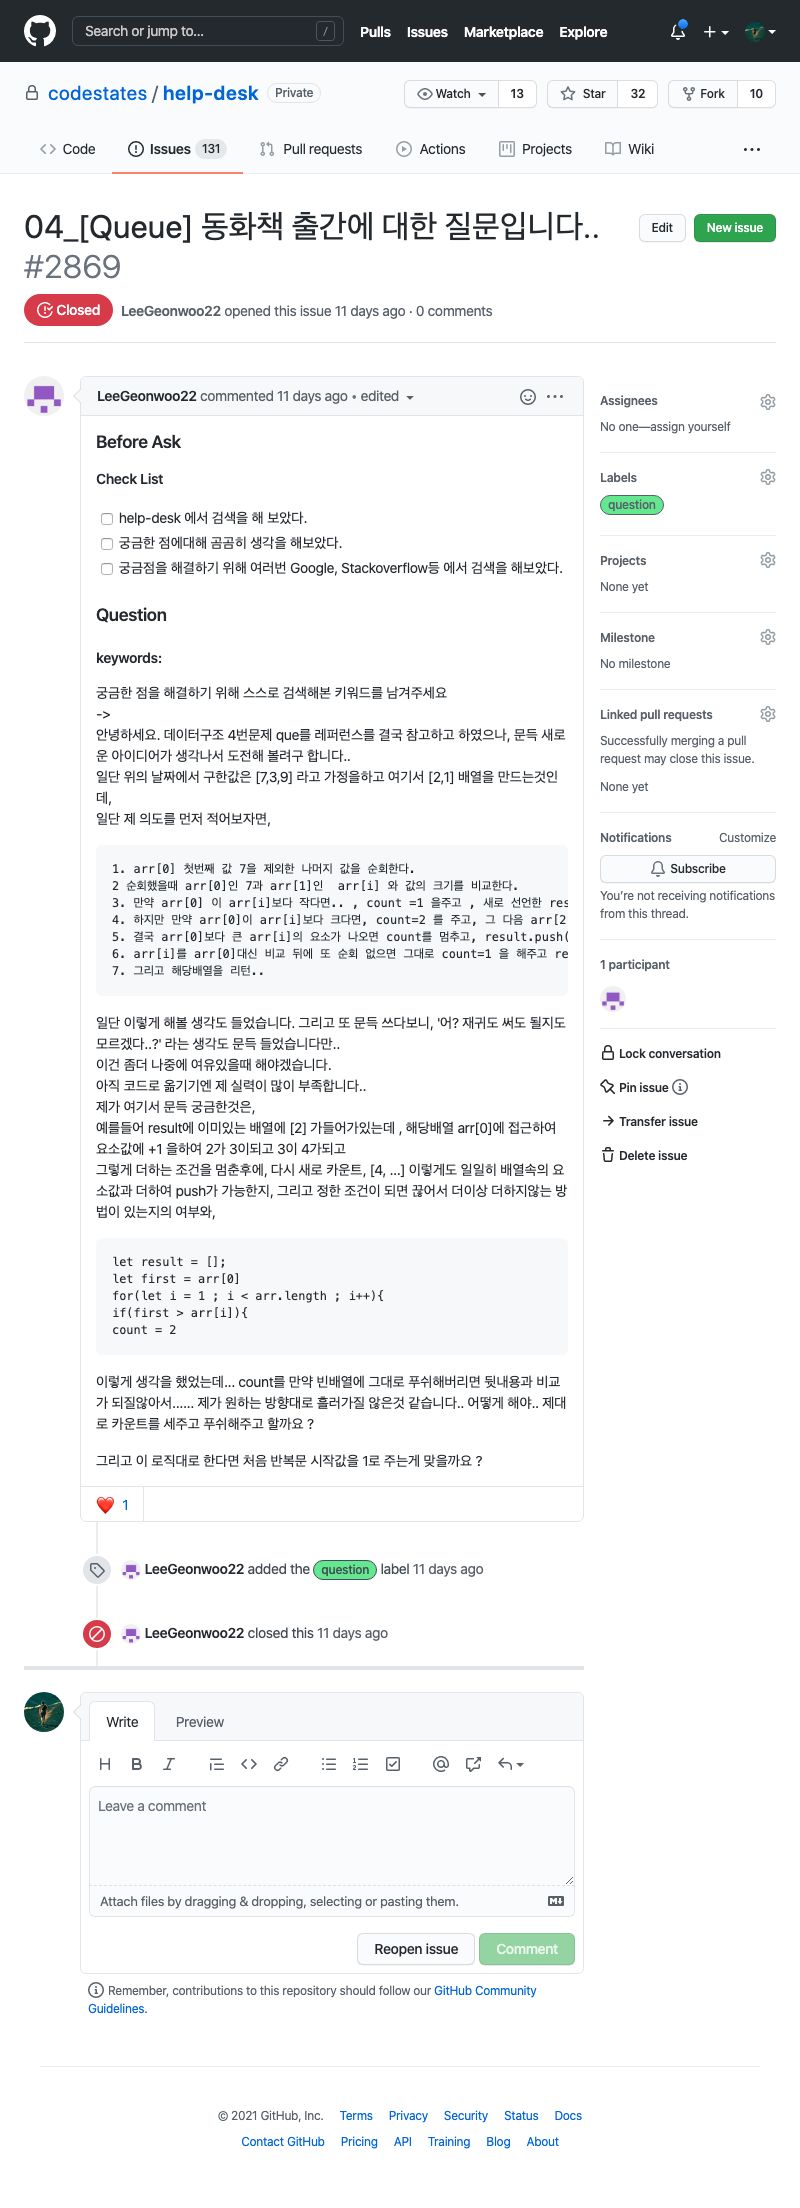 Search or jump to...
/
Pulls
Issues
Marketplace
Explore
codestates / help-desk
Private
Watch
13
Star
32
Fork
10
Code
Issues
131
Pull requests
Actions
Projects
Wiki
04_[Queue] 동화책 출간에 대한 질문입니다..
#2869
Edit
New issue
Closed
LeeGeonwoo22 opened this issue 11 days ago · 0 comments
LeeGeonwoo22 commented 11 days ago • edited
Before Ask
Check List
help-desk 에서 검색을 해 보았다.
궁금한 점에대해 곰곰히 생각을 해보았다.
궁금점을 해결하기 위해 여러번 Google, Stackoverflow등 에서 검색을 해보았다.
Question
keywords:
궁금한 점을 해결하기 위해 스스로 검색해본 키워드를 남겨주세요
->
안녕하세요. 데이터구조 4번문제 que를 레퍼런스를 결국 참고하고 하였으나, 문득 새로
운 아이디어가 생각나서 도전해 볼려구 합니다..
일단 위의 날짜에서 구한값은 [7,3,9] 라고 가정을하고 여기서 [2,1] 배열을 만드는것인
데,
일단 제 의도를 먼저 적어보자면,
1. arr[0] 첫번째 값 7을 제외한 나머지 값을 순회한다.
2 순회했을때 arr[0]인 7과 arr[1]인  arr[i] 와 값의 크기를 비교한다.
3. 만약 arr[0] 이 arr[i]보다 작다면.. , count =1 을주고 , 새로 선언한 res
4. 하지만 만약 arr[0]이 arr[i]보다 크다면, count=2 를 주고, 그 다음 arr[2
5. 결국 arr[0]보다 큰 arr[i]의 요소가 나오면 count를 멈추고, result.push(
6. arr[i]를 arr[0]대신 비교 뒤에 또 순회 없으면 그대로 count=1 을 해주고 re
7. 그리고 해당배열을 리턴..
일단 이렇게 해볼 생각도 들었습니다. 그리고 또 문득 쓰다보니, '어? 재귀도 써도 될지도
모르겠다..?' 라는 생각도 문득 들었습니다만..
이건 좀더 나중에 여유있을때 해야겠습니다.
아직 코드로 옮기기엔 제 실력이 많이 부족합니다..
제가 여기서 문득 궁금한것은,
예를들어 result에 이미있는 배열에 [2] 가들어가있는데 , 해당배열 arr[0]에 접근하여
요소값에 +1 을하여 2가 3이되고 3이 4가되고
그렇게 더하는 조건을 멈춘후에, 다시 새로 카운트, [4, ...] 이렇게도 일일히 배열속의 요
소값과 더하여 push가 가능한지, 그리고 정한 조건이 되면 끊어서 더이상 더하지않는 방
법이 있는지의 여부와,
let result = [];
let first = arr[0]
for(let i = 1 ; i < arr.length ; i++){
if(first > arr[i]){
count = 2
이렇게 생각을 했었는데... count를 만약 빈배열에 그대로 푸쉬해버리면 뒷내용과 비교
가 되질않아서...... 제가 원하는 방향대로 흘러가질 않은것 같습니다.. 어떻게 해야.. 제대
로 카운트를 세주고 푸쉬해주고 할까요 ?
그리고 이 로직대로 한다면 처음 반복문 시작값을 1로 주는게 맞을까요 ?
1
LeeGeonwoo22 added the question label 11 days ago
LeeGeonwoo22 closed this 11 days ago
Assignees
No one—assign yourself
Labels
question
Projects
None yet
Milestone
No milestone
Linked pull requests
Successfully merging a pull
request may close this issue.
None yet
Notifications
Customize
Subscribe
You're not receiving notifications
from this thread.
1 participant
Lock conversation
Pin issue
Transfer issue
Delete issue
Write
Preview
H B I
Leave a comment
Attach files by dragging & dropping, selecting or pasting them.
Reopen issue
Comment
Remember, contributions to this repository should follow our GitHub Community
Guidelines.
© 2021 GitHub, Inc.
Terms
Privacy
Security
Status
Docs
Contact GitHub
Pricing
API
Training
Blog
About